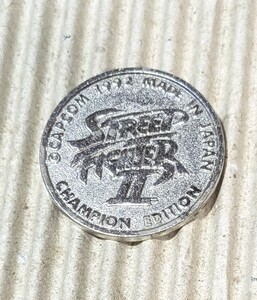 ©CAPCOM 1992 MADE IN JAPAN
STREET
FIGHTER
II
CHAMPION EDITION